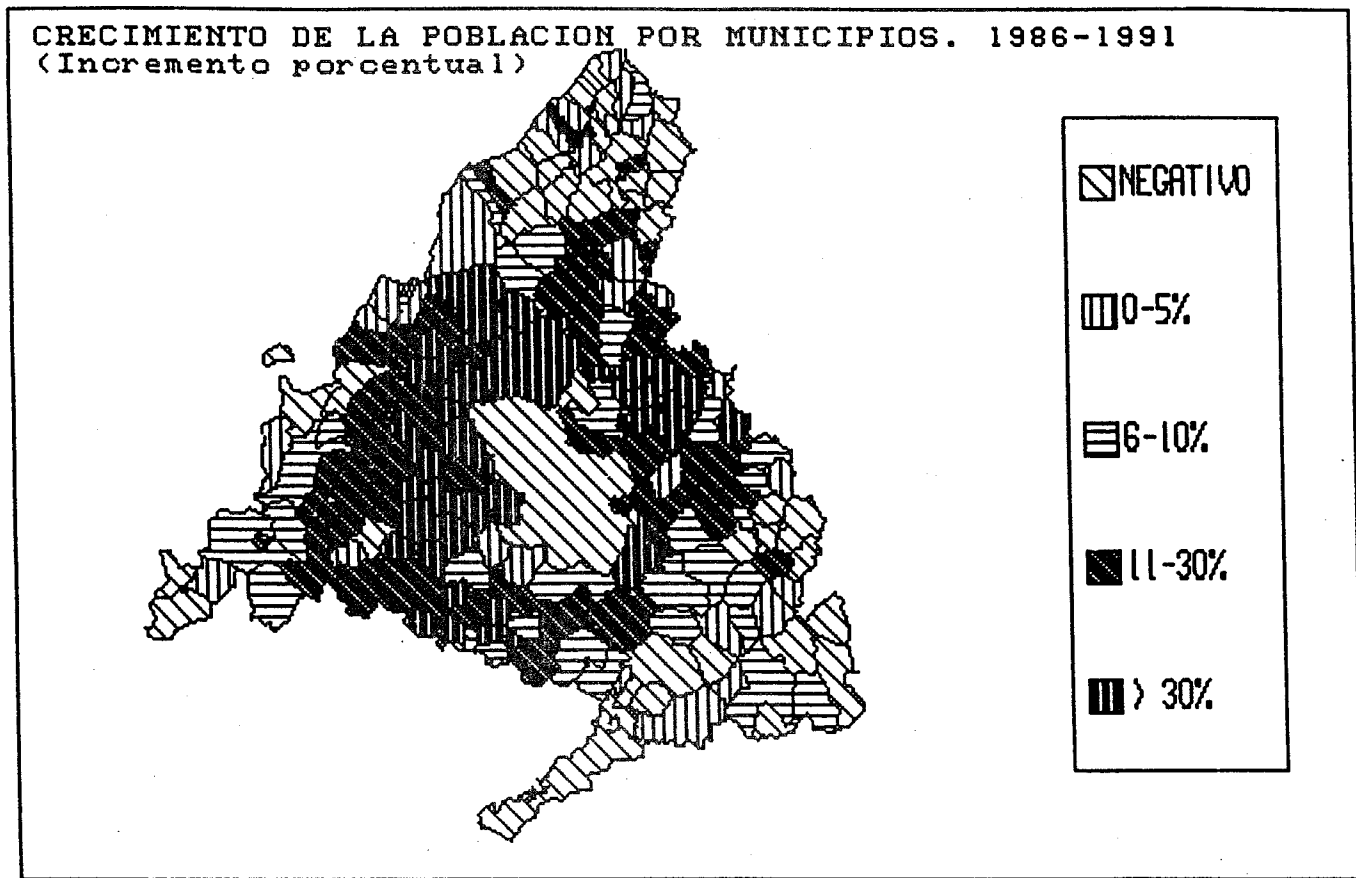 CRECIMIENTO DE LA POBLACION POR MUNICIPIOS. 1986-1991
(Incremento porcentual)
NEGATIVO
0-5%
6-10%
11-30%
> 30%